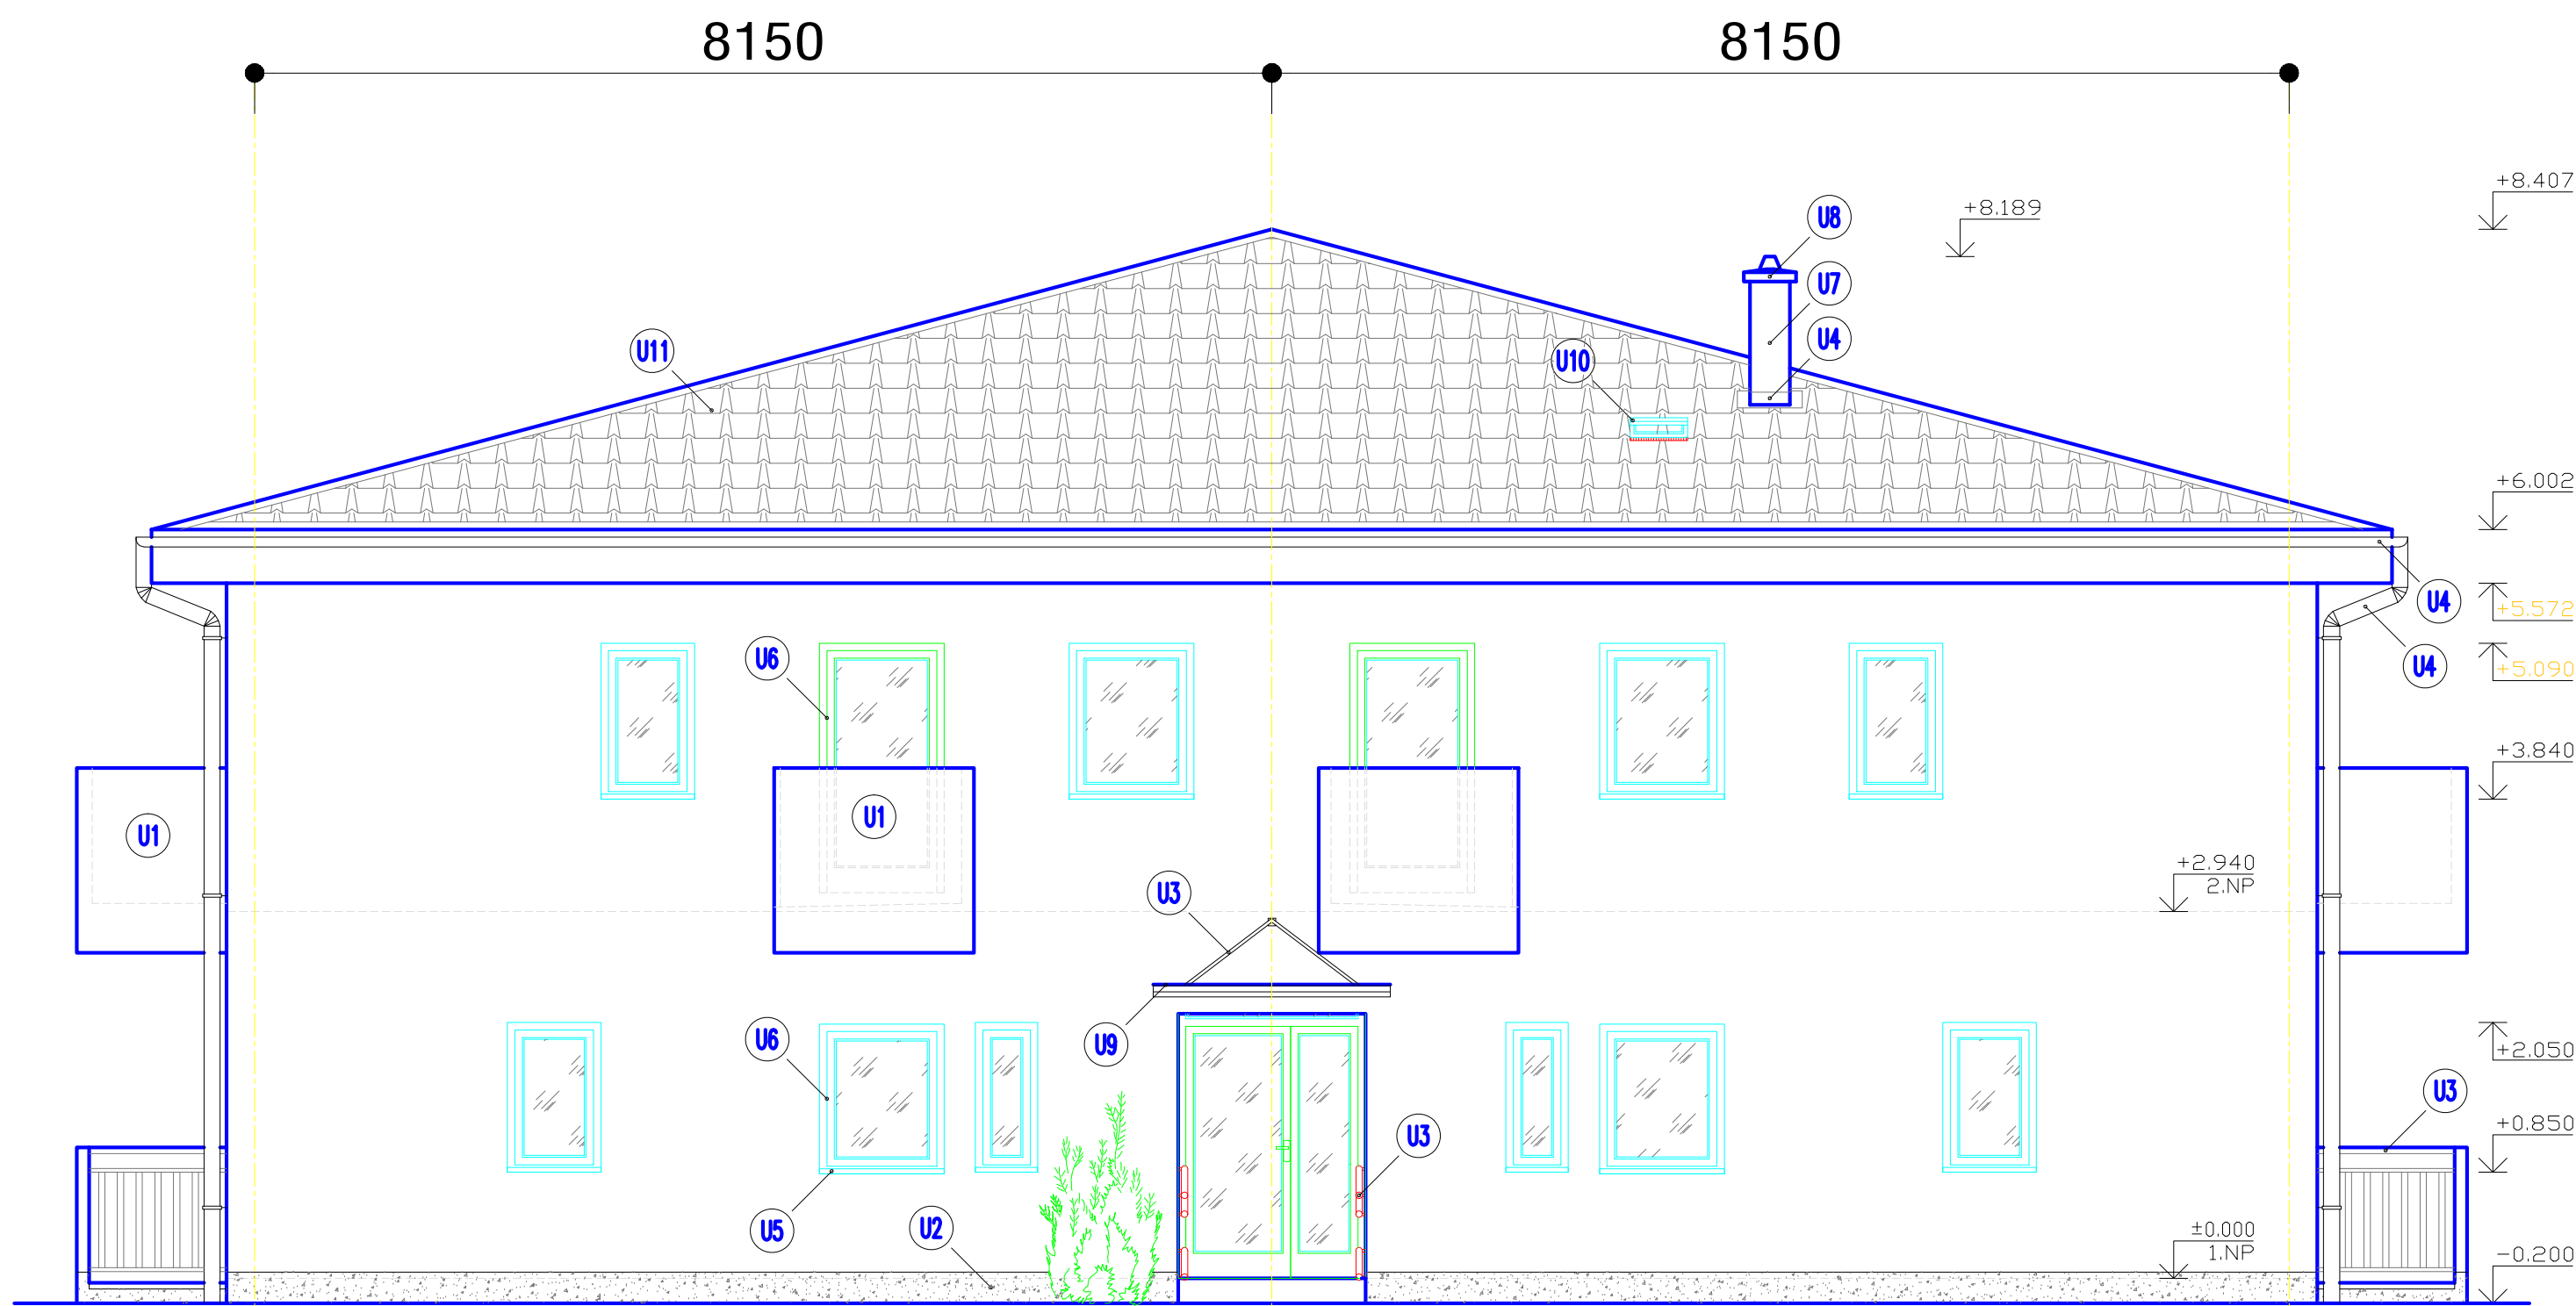 8150 8150
+8.407
+8.189
U8
U7
U4
U11
U10
+6.002
U4
+5.572
U6
U4
+5.090
+3.840
U1
U1
+2.940
2.NP
U3
U6
U9
+2.050
U3
U3
+0.850
U5
U2
±0.000
1.NP
-0.200